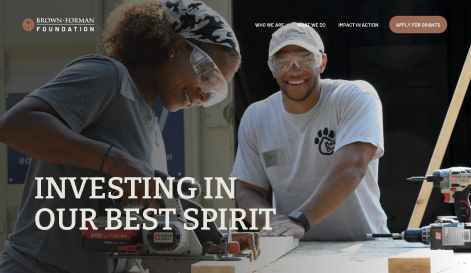 BROWN-FORMAN
FOUNDATION
WHO WE ARE
WHAT WE DO
IMPACT IN ACTION
APPLY FOR GRANTS
INVESTING IN
OUR BEST SPIRIT